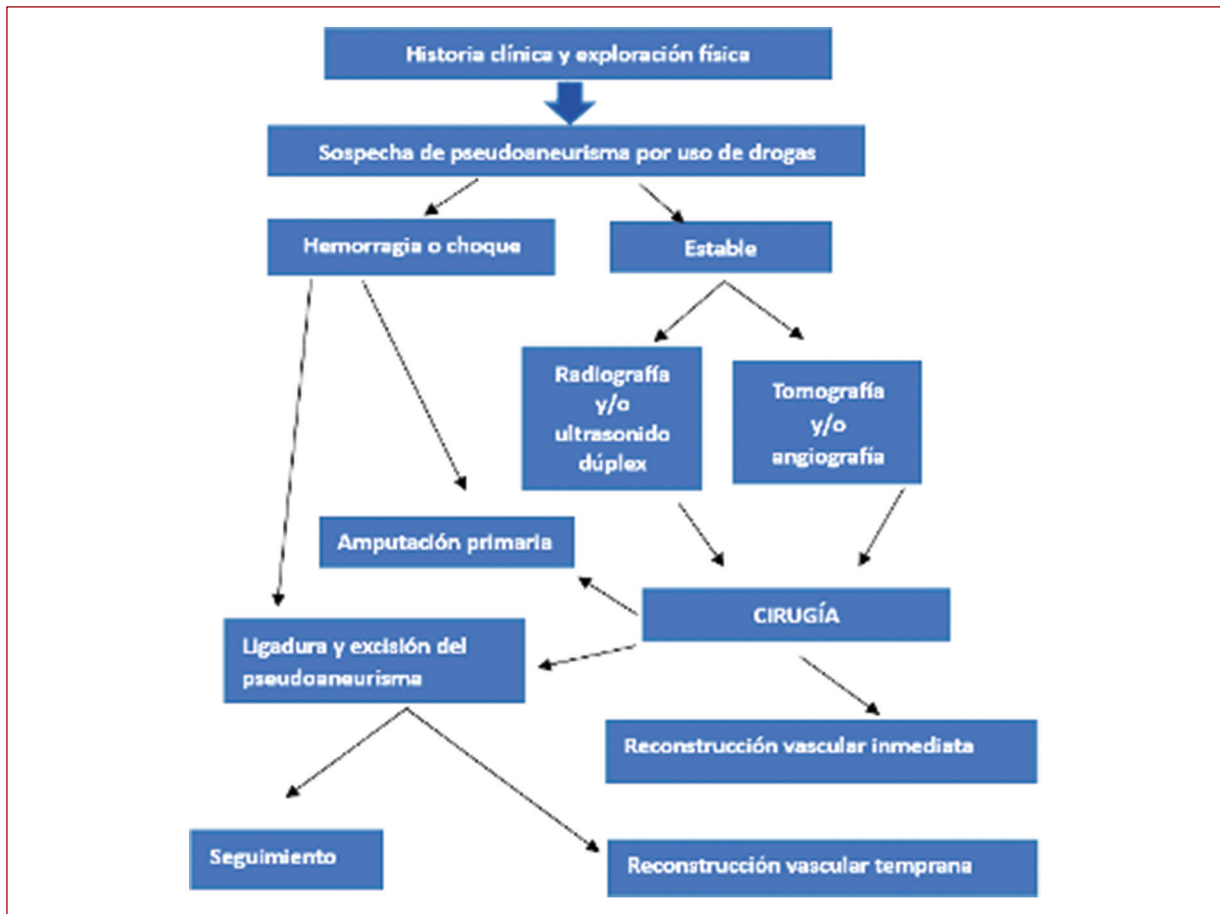 Historia clínica y exploración física
Sospecha de pseudoaneurisma por uso de drogas
Hemorragia o choque
Estable
Radiografía
y/o
ultrasonido
dúplex
Tomografía
y/o
angiografía
Amputación primaria
CIRUGÍA
Ligadura y excisión del
pseudoaneurisma
Reconstrucción vascular inmediata
Seguimiento
Reconstrucción vascular temprana